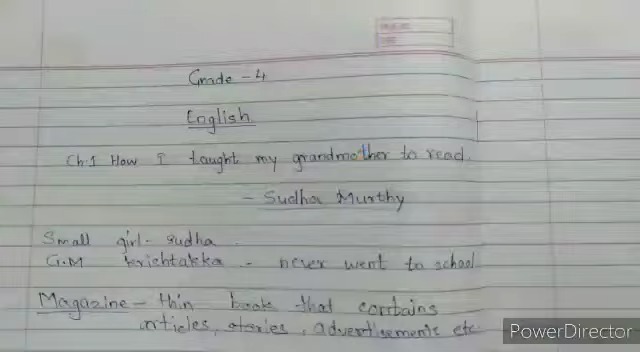 Grade - 4
English
Ch.1 How I taught my grandmother to read.
- Sudha Murthy
Small girl - sudha
G.M krishtakka - never went to school
Magazine - thin book that contains
articles, stories, advertisements etc
PowerDirector